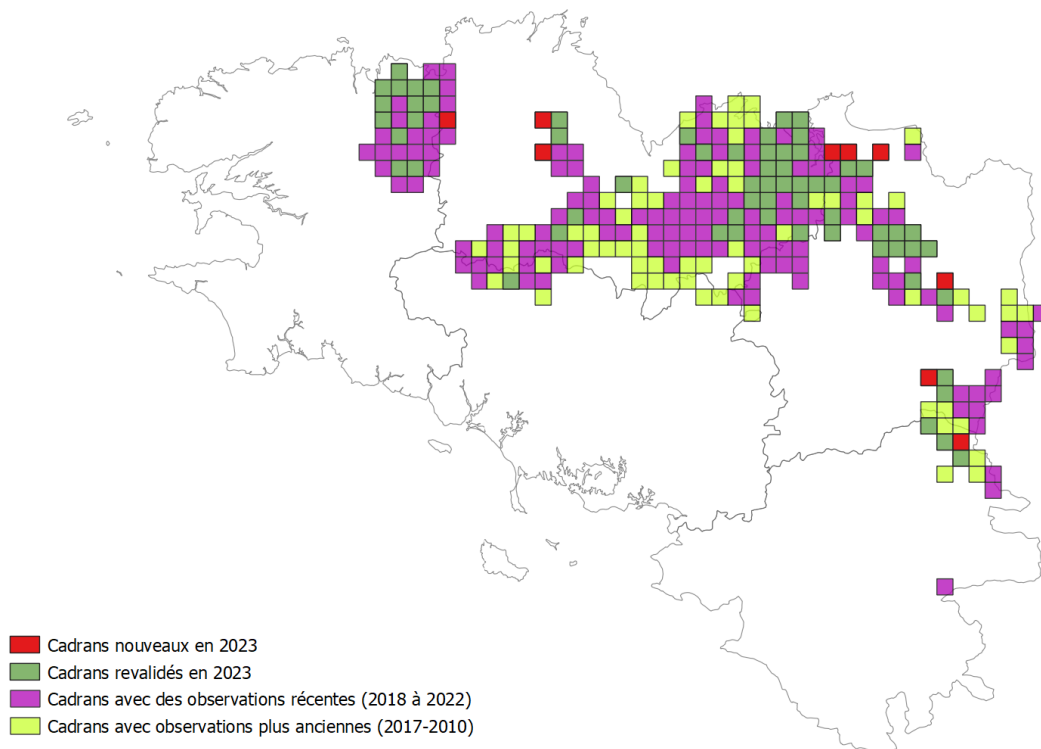 Cadrans nouveaux en 2023
Cadrans revalidés en 2023
Cadrans avec des observations récentes (2018 à 2022)
Cadrans avec observations plus anciennes (2017-2010)